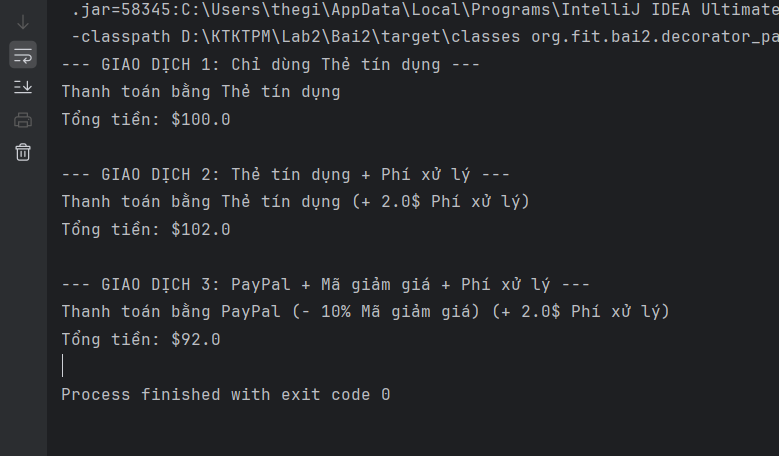 .jar=58345:C:\Users\thegi\AppData\Local\Programs\IntelliJ IDEA Ultimate
-classpath D:\KTKTPM\Lab2\Bai2\target\classes org.fit.bai2.decorator_pa
--- GIAO DỊCH 1: Chỉ dùng Thẻ tín dụng ---
Thanh toán bằng Thẻ tín dụng
Tổng tiền: $100.0
--- GIAO DỊCH 2: Thẻ tín dụng + Phí xử lý ---
Thanh toán bằng Thẻ tín dụng (+ 2.0$ Phí xử lý)
Tổng tiền: $102.0
--- GIAO DỊCH 3: PayPal + Mã giảm giá + Phí xử lý ---
Thanh toán bằng PayPal (- 10% Mã giảm giá) (+ 2.0$ Phí xử lý)
Tổng tiền: $92.0
Process finished with exit code 0